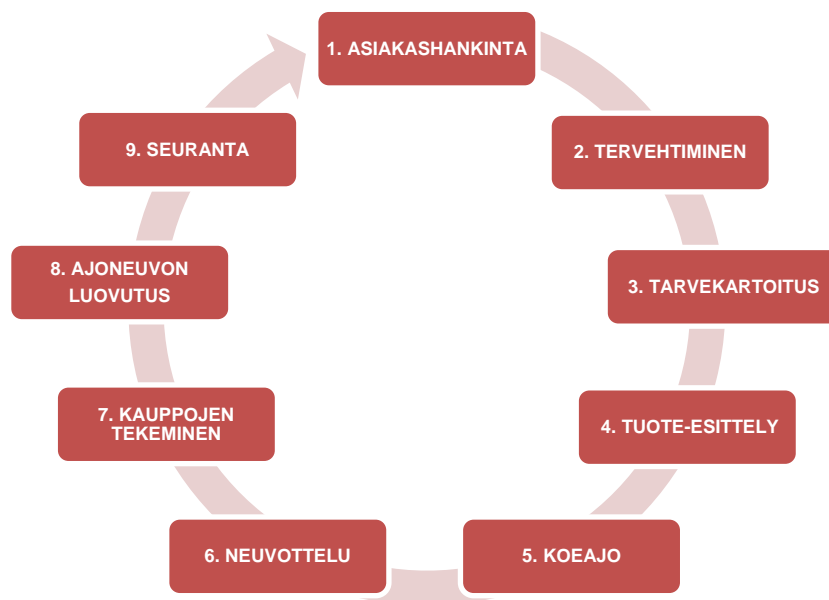 1. ASIAKASHANKINTA
2. TERVEHTIMINEN
3. TARVEKARTOITUS
4. TUOTE-ESITTELY
5. KOEAJO
6. NEUVOTTELU
7. KAUPPOJEN
TEKEMINEN
8. AJONEUVON
LUOVUTUS
9. SEURANTA